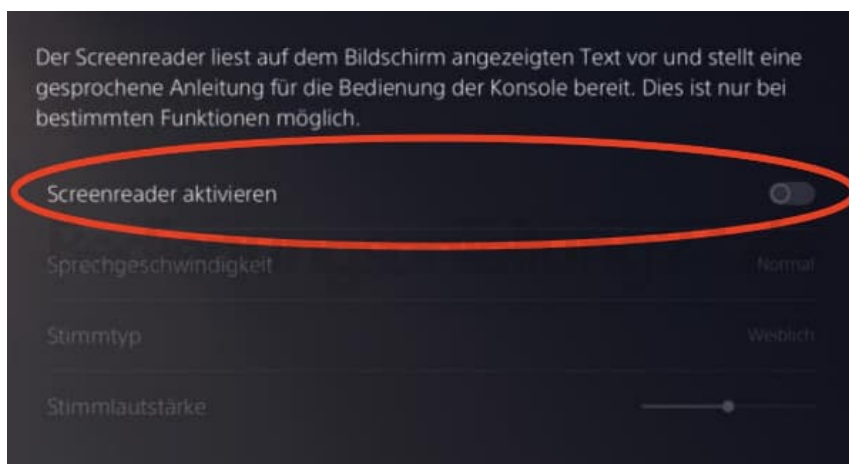 Der Screenreader liest auf dem Bildschirm angezeigten Text vor und stellt eine
gesprochene Anleitung für die Bedienung der Konsole bereit. Dies ist nur bei
bestimmten Funktionen möglich.
Screenreader aktivieren
Sprechgeschwindigkeit Normal
Stimmtyp Weiblich
Stimmlautstärke